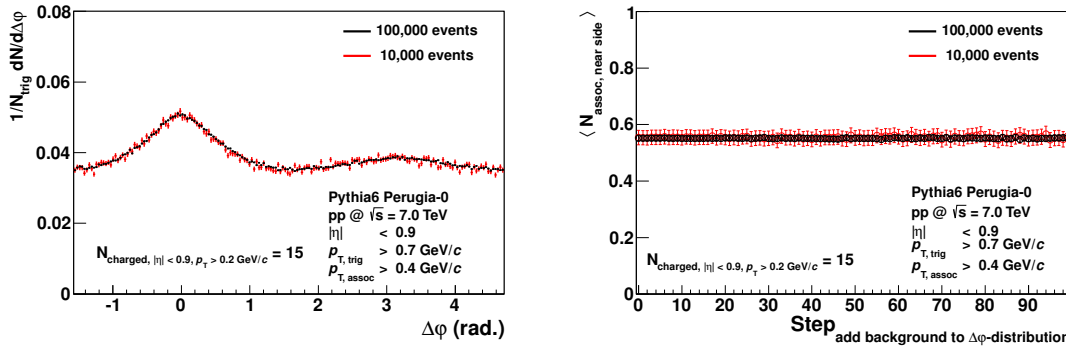 1/N_trig dN/dΔφ
0.08
0.06
0.04
0.02
0
100,000 events
10,000 events
Pythia6 Perugia-0
pp @ √s = 7.0 TeV
|η| < 0.9
p_T, trig > 0.7 GeV/c
p_T, assoc > 0.4 GeV/c
N_charged, |η| < 0.9, p_T > 0.2 GeV/c = 15
-1 0 1 2 3 4
Δφ (rad.)
⟨ N_assoc, near side ⟩
1
0.8
0.6
0.4
0.2
0
100,000 events
10,000 events
Pythia6 Perugia-0
pp @ √s = 7.0 TeV
|η| < 0.9
p_T, trig > 0.7 GeV/c
p_T, assoc > 0.4 GeV/c
N_charged, |η| < 0.9, p_T > 0.2 GeV/c = 15
0 10 20 30 40 50 60 70 80 90
Step_add background to Δφ-distribution